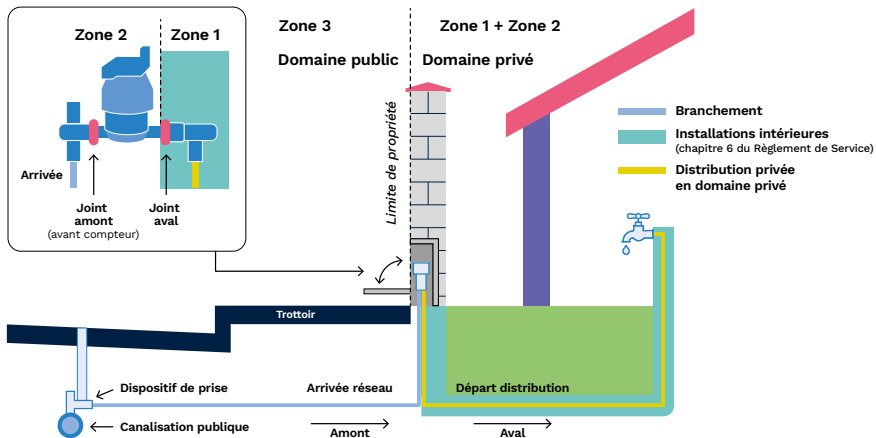 Zone 2
Zone 1
Arrivée
Joint
amont
(avant compteur)
Joint
aval
Zone 3
Domaine public
Zone 1 + Zone 2
Domaine privé
Limite de propriété
Branchement
Installations intérieures
(chapitre 6 du Règlement de Service)
Distribution privée
en domaine privé
Trottoir
Dispositif de prise
Arrivée réseau
Départ distribution
Canalisation publique
Amont
Aval